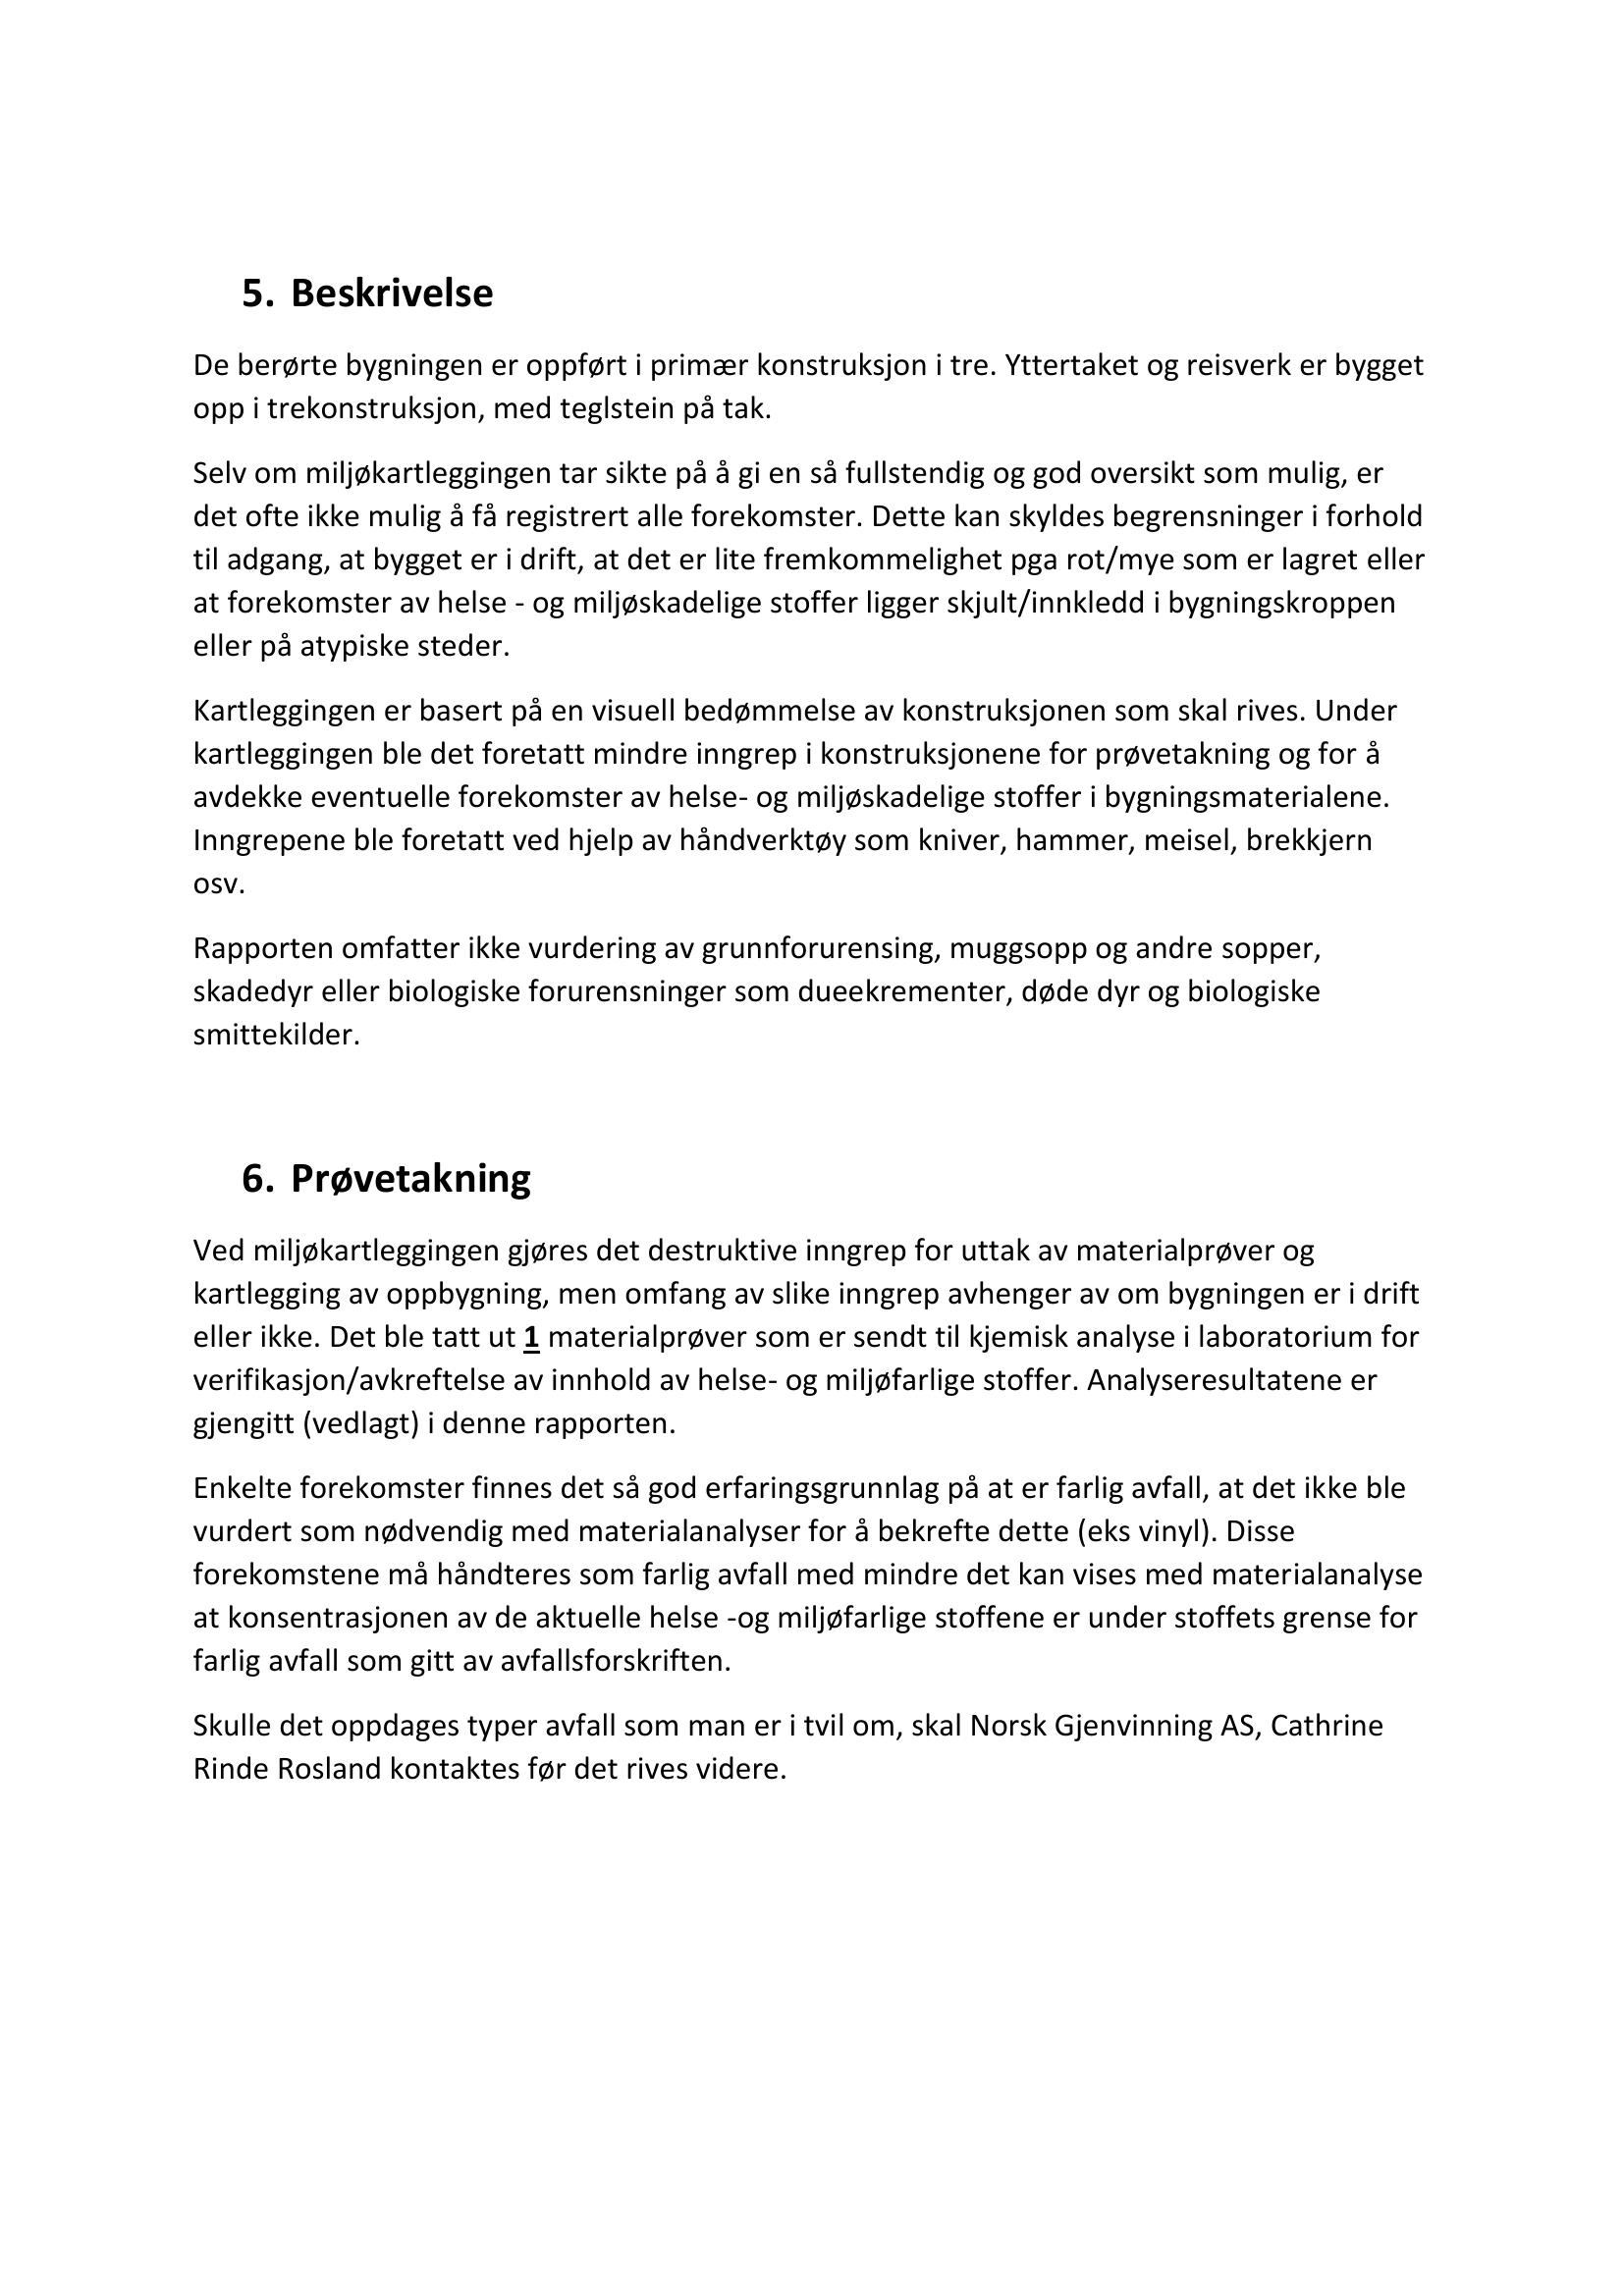 5. Beskrivelse
De berørte bygningen er oppført i primær konstruksjon i tre. Yttertaket og reisverk er bygget
opp i trekonstruksjon, med teglstein på tak.
Selv om miljøkartleggingen tar sikte på å gi en så fullstendig og god oversikt som mulig, er
det ofte ikke mulig å få registrert alle forekomster. Dette kan skyldes begrensninger i forhold
til adgang, at bygget er i drift, at det er lite fremkommelighet pga rot/mye som er lagret eller
at forekomster av helse - og miljøskadelige stoffer ligger skjult/innkledd i bygningskroppen
eller på atypiske steder.
Kartleggingen er basert på en visuell bedømmelse av konstruksjonen som skal rives. Under
kartleggingen ble det foretatt mindre inngrep i konstruksjonene for prøvetakning og for å
avdekke eventuelle forekomster av helse- og miljøskadelige stoffer i bygningsmaterialene.
Inngrepene ble foretatt ved hjelp av håndverktøy som kniver, hammer, meisel, brekkjern
osv.
Rapporten omfatter ikke vurdering av grunnforurensing, muggsopp og andre sopper,
skadedyr eller biologiske forurensninger som dueekrementer, døde dyr og biologiske
smittekilder.
6. Prøvetakning
Ved miljøkartleggingen gjøres det destruktive inngrep for uttak av materialprøver og
kartlegging av oppbygning, men omfang av slike inngrep avhenger av om bygningen er i drift
eller ikke. Det ble tatt ut 1 materialprøver som er sendt til kjemisk analyse i laboratorium for
verifikasjon/avkreftelse av innhold av helse- og miljøfarlige stoffer. Analyseresultatene er
gjengitt (vedlagt) i denne rapporten.
Enkelte forekomster finnes det så god erfaringsgrunnlag på at er farlig avfall, at det ikke ble
vurdert som nødvendig med materialanalyser for å bekrefte dette (eks vinyl). Disse
forekomstene må håndteres som farlig avfall med mindre det kan vises med materialanalyse
at konsentrasjonen av de aktuelle helse -og miljøfarlige stoffene er under stoffets grense for
farlig avfall som gitt av avfallsforskriften.
Skulle det oppdages typer avfall som man er i tvil om, skal Norsk Gjenvinning AS, Cathrine
Rinde Rosland kontaktes før det rives videre.